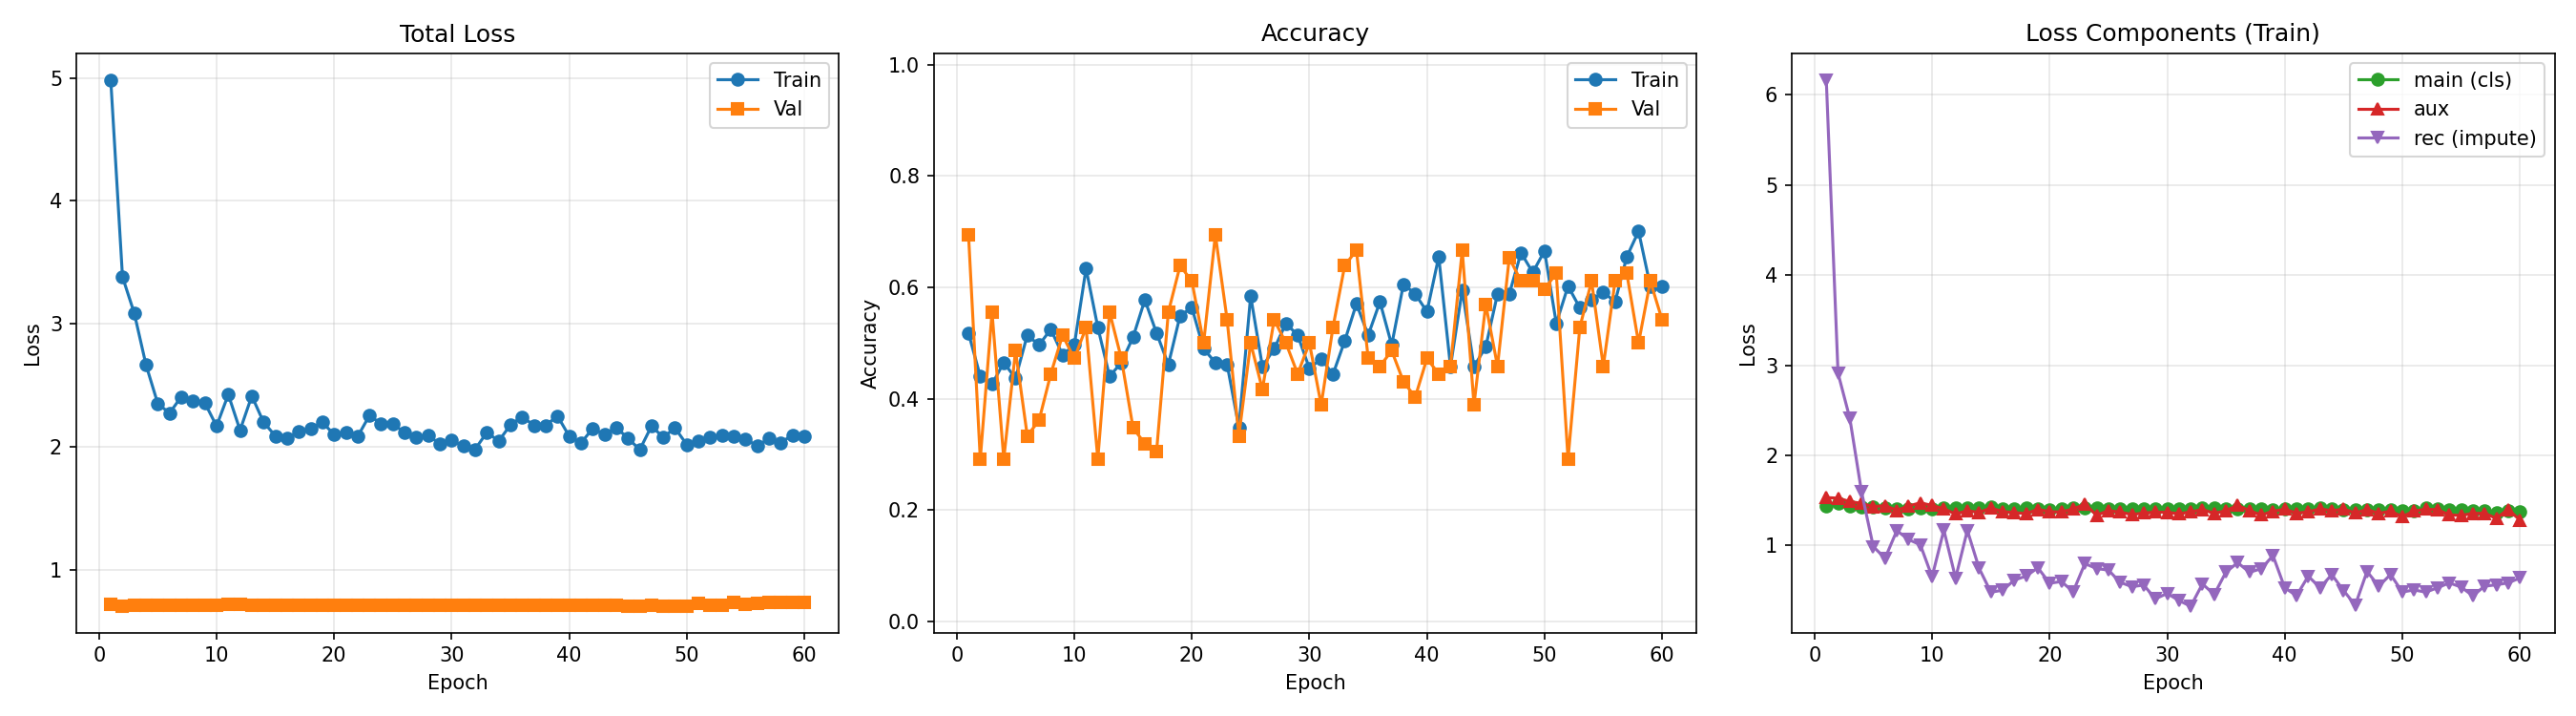 Total Loss
5
4
3
2
1
Loss
0
10
20
30
40
50
60
Epoch
Train
Val
Accuracy
1.0
0.8
0.6
0.4
0.2
0.0
Accuracy
0
10
20
30
40
50
60
Epoch
Train
Val
Loss Components (Train)
6
5
4
3
2
1
Loss
0
10
20
30
40
50
60
Epoch
main (cls)
aux
rec (impute)